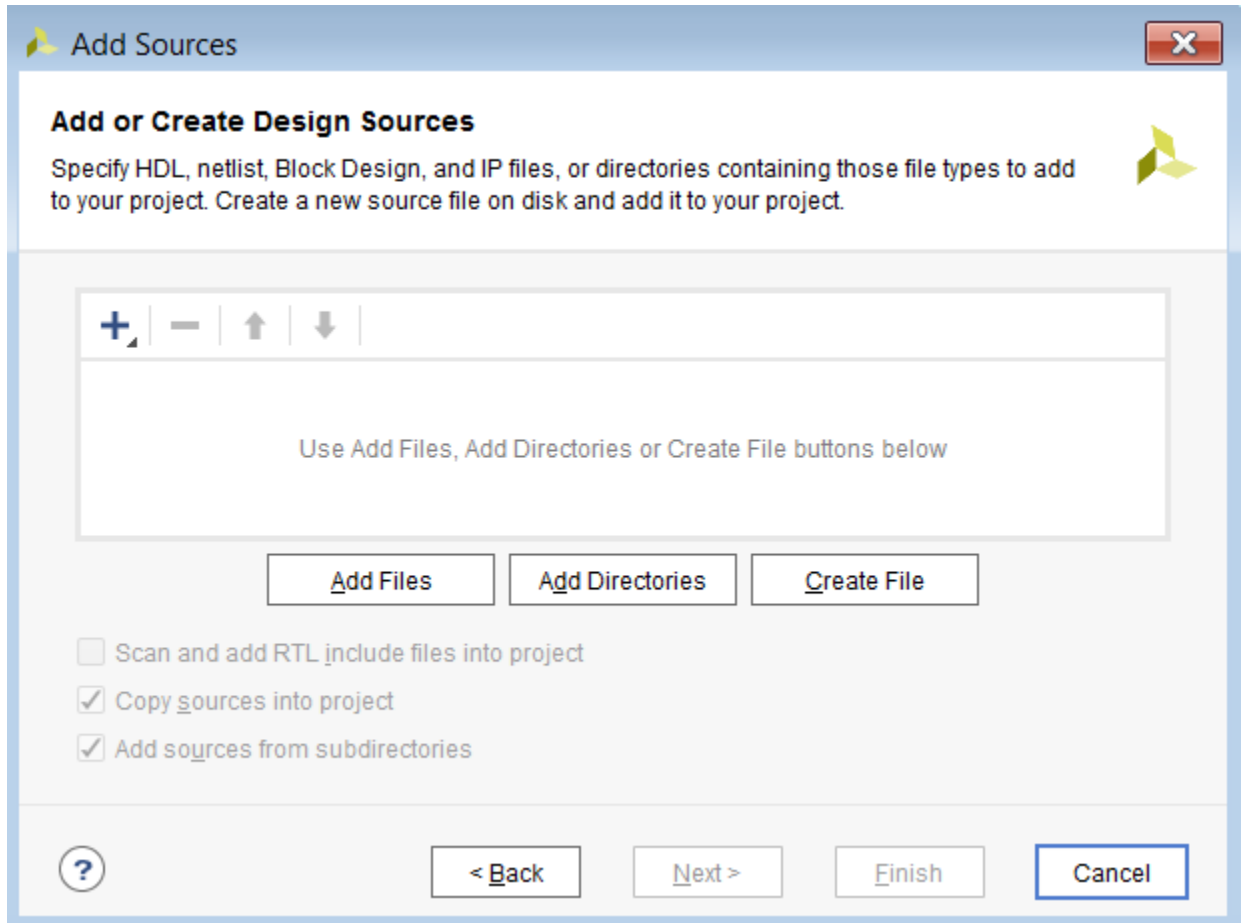 Add Sources
Add or Create Design Sources
Specify HDL, netlist, Block Design, and IP files, or directories containing those file types to add
to your project. Create a new source file on disk and add it to your project.
Use Add Files, Add Directories or Create File buttons below
Add Files
Add Directories
Create File
Scan and add RTL include files into project
Copy sources into project
Add sources from subdirectories
?
< Back
Next >
Finish
Cancel